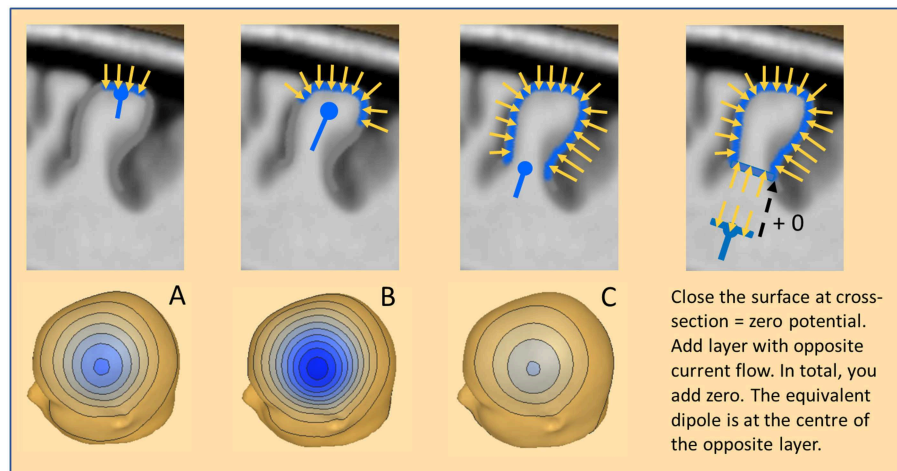 + 0
A
B
C
Close the surface at cross-
section = zero potential.
Add layer with opposite
current flow. In total, you
add zero. The equivalent
dipole is at the centre of
the opposite layer.